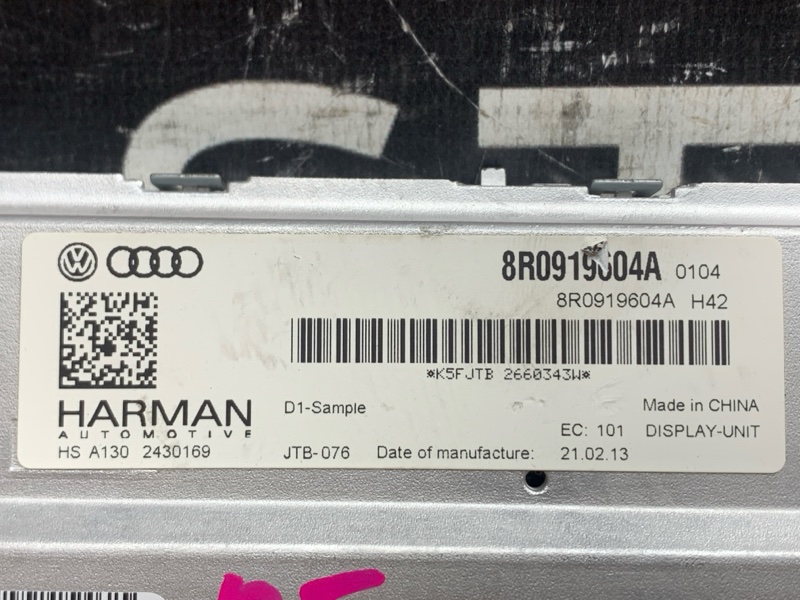 8R0919604A 0104
8R0919604A H42
*K5FJTB 2660343W*
HARMAN
AUTOMOTIVE
D1-Sample
Made in CHINA
EC: 101 DISPLAY-UNIT
HS A130 2430169
JTB-076 Date of manufacture: 21.02.13